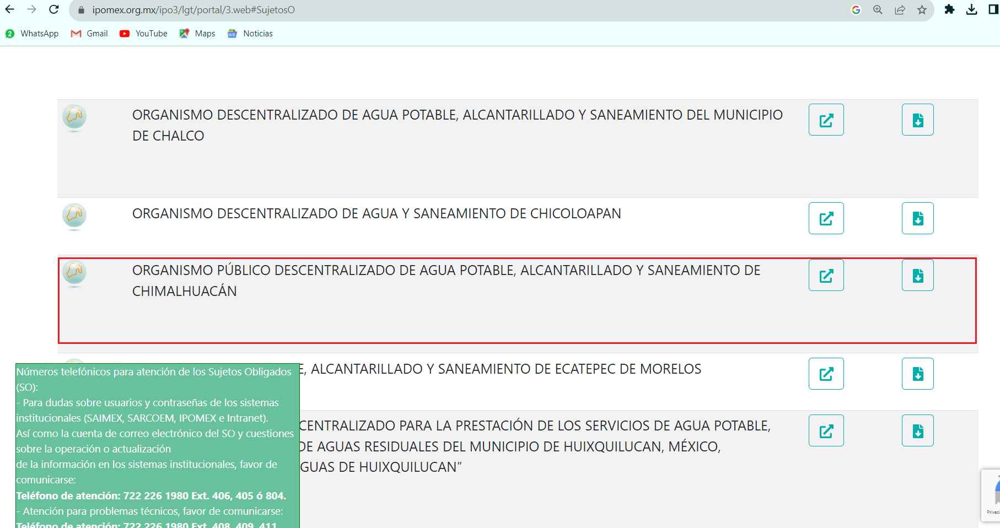 ipomex.org.mx/ipo3/lgt/portal/3.web#SujetosO
2 WhatsApp Gmail YouTube Maps Noticias
ORGANISMO DESCENTRALIZADO DE AGUA POTABLE, ALCANTARILLADO Y SANEAMIENTO DEL MUNICIPIO
DE CHALCO
ORGANISMO DESCENTRALIZADO DE AGUA Y SANEAMIENTO DE CHICOLOAPAN
ORGANISMO PÚBLICO DESCENTRALIZADO DE AGUA POTABLE, ALCANTARILLADO Y SANEAMIENTO DE
CHIMALHUACÁN
E, ALCANTARILLADO Y SANEAMIENTO DE ECATEPEC DE MORELOS
CENTRALIZADO PARA LA PRESTACIÓN DE LOS SERVICIOS DE AGUA POTABLE,
DE AGUAS RESIDUALES DEL MUNICIPIO DE HUIXQUILUCAN, MÉXICO,
GUAS DE HUIXQUILUCAN”
Números telefónicos para atención de los Sujetos Obligados
(SO):
- Para dudas sobre usuarios y contraseñas de los sistemas
institucionales (SAIMEX, SARCOEM, IPOMEX e Intranet).
Así como la cuenta de correo electrónico del SO y cuestiones
sobre la operación o actualización
de la información en los sistemas institucionales, favor de
comunicarse:
Teléfono de atención: 722 226 1980 Ext. 406, 405 ó 804.
- Atención para problemas técnicos, favor de comunicarse:
Teléfono de atención: 722 226 1980 Ext. 408, 409, 411
Privaci